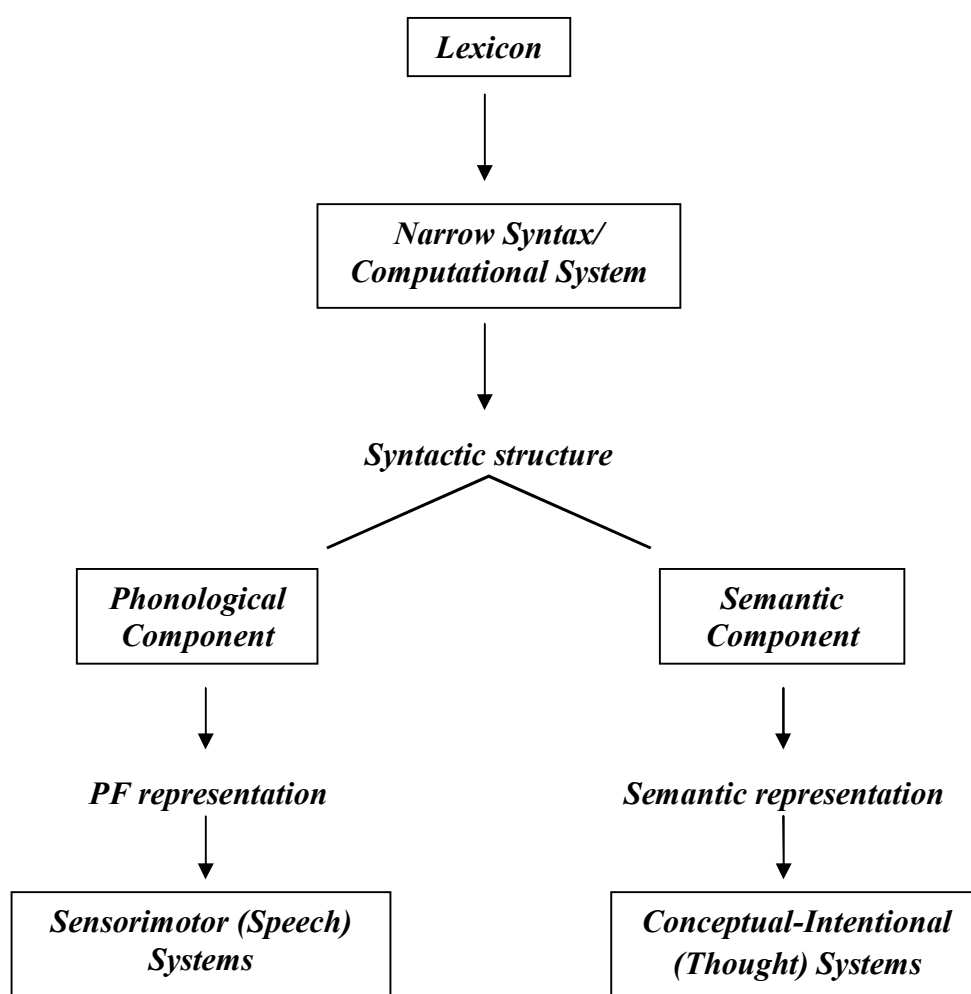 Lexicon
Narrow Syntax/
Computational System
Syntactic structure
Phonological
Component
Semantic
Component
PF representation
Semantic representation
Sensorimotor (Speech)
Systems
Conceptual-Intentional
(Thought) Systems